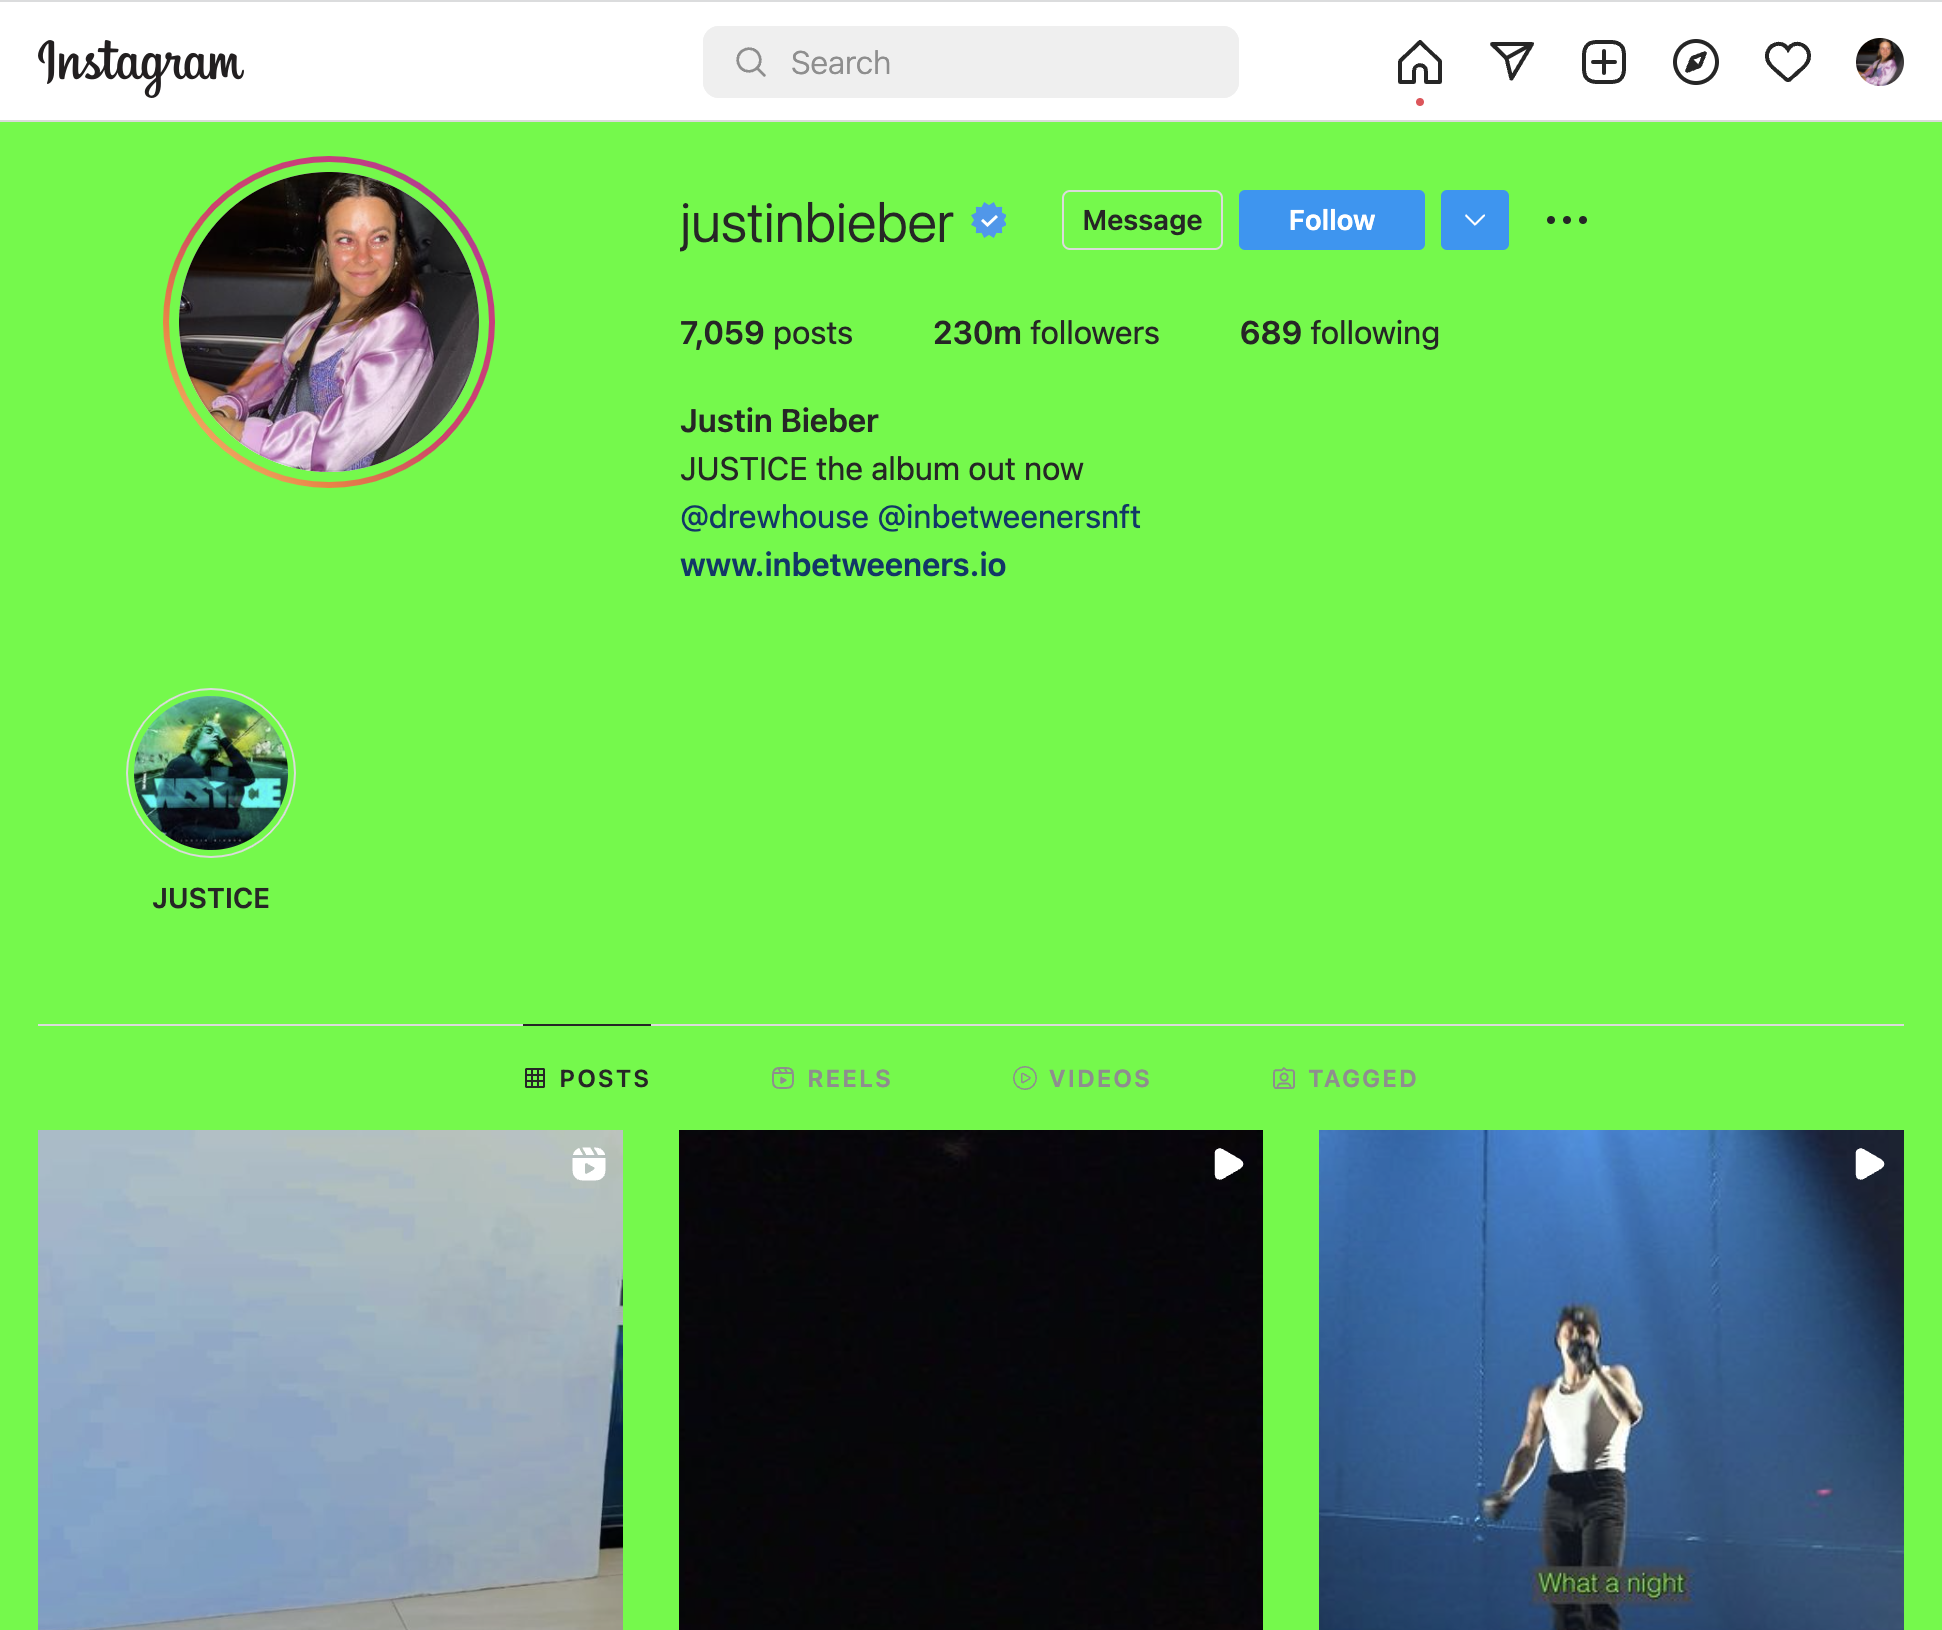 Instagram
Search
justinbieber
Message
Follow
7,059 posts
230m followers
689 following
Justin Bieber
JUSTICE the album out now
@drewhouse @inbetweenersnft
www.inbetweeners.io
JUSTICE
JUSTICE
POSTS
REELS
VIDEOS
TAGGED
What a night